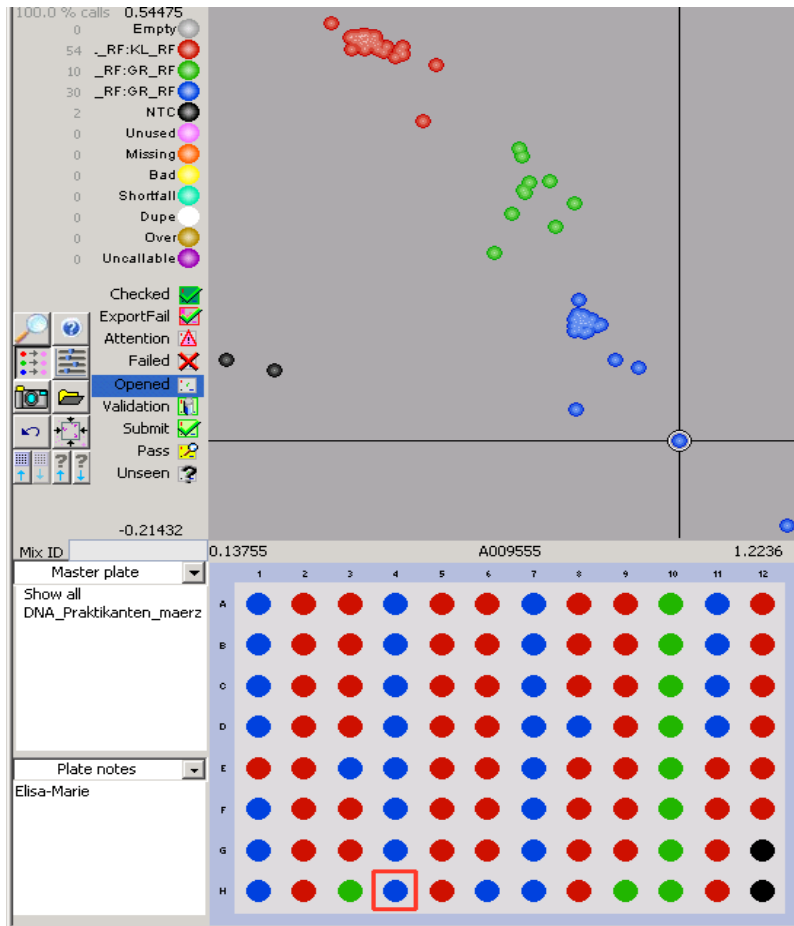 100.0 % calls 0.54475
0 Empty
54 ._RF:KL_RF
10 _RF:GR_RF
30 _RF:GR_RF
2 NTC
0 Unused
0 Missing
0 Bad
0 Shortfall
0 Dupe
0 Over
0 Uncallable
Checked
ExportFail
Attention
Failed
Opened
Validation
Submit
Pass
Unseen
-0.21432
Mix ID 0.13755 A009555 1.2236
Master plate
Show all
DNA_Praktikanten_maerz
Plate notes
Elisa-Marie
1 2 3 4 5 6 7 8 9 10 11 12
A
B
C
D
E
F
G
H